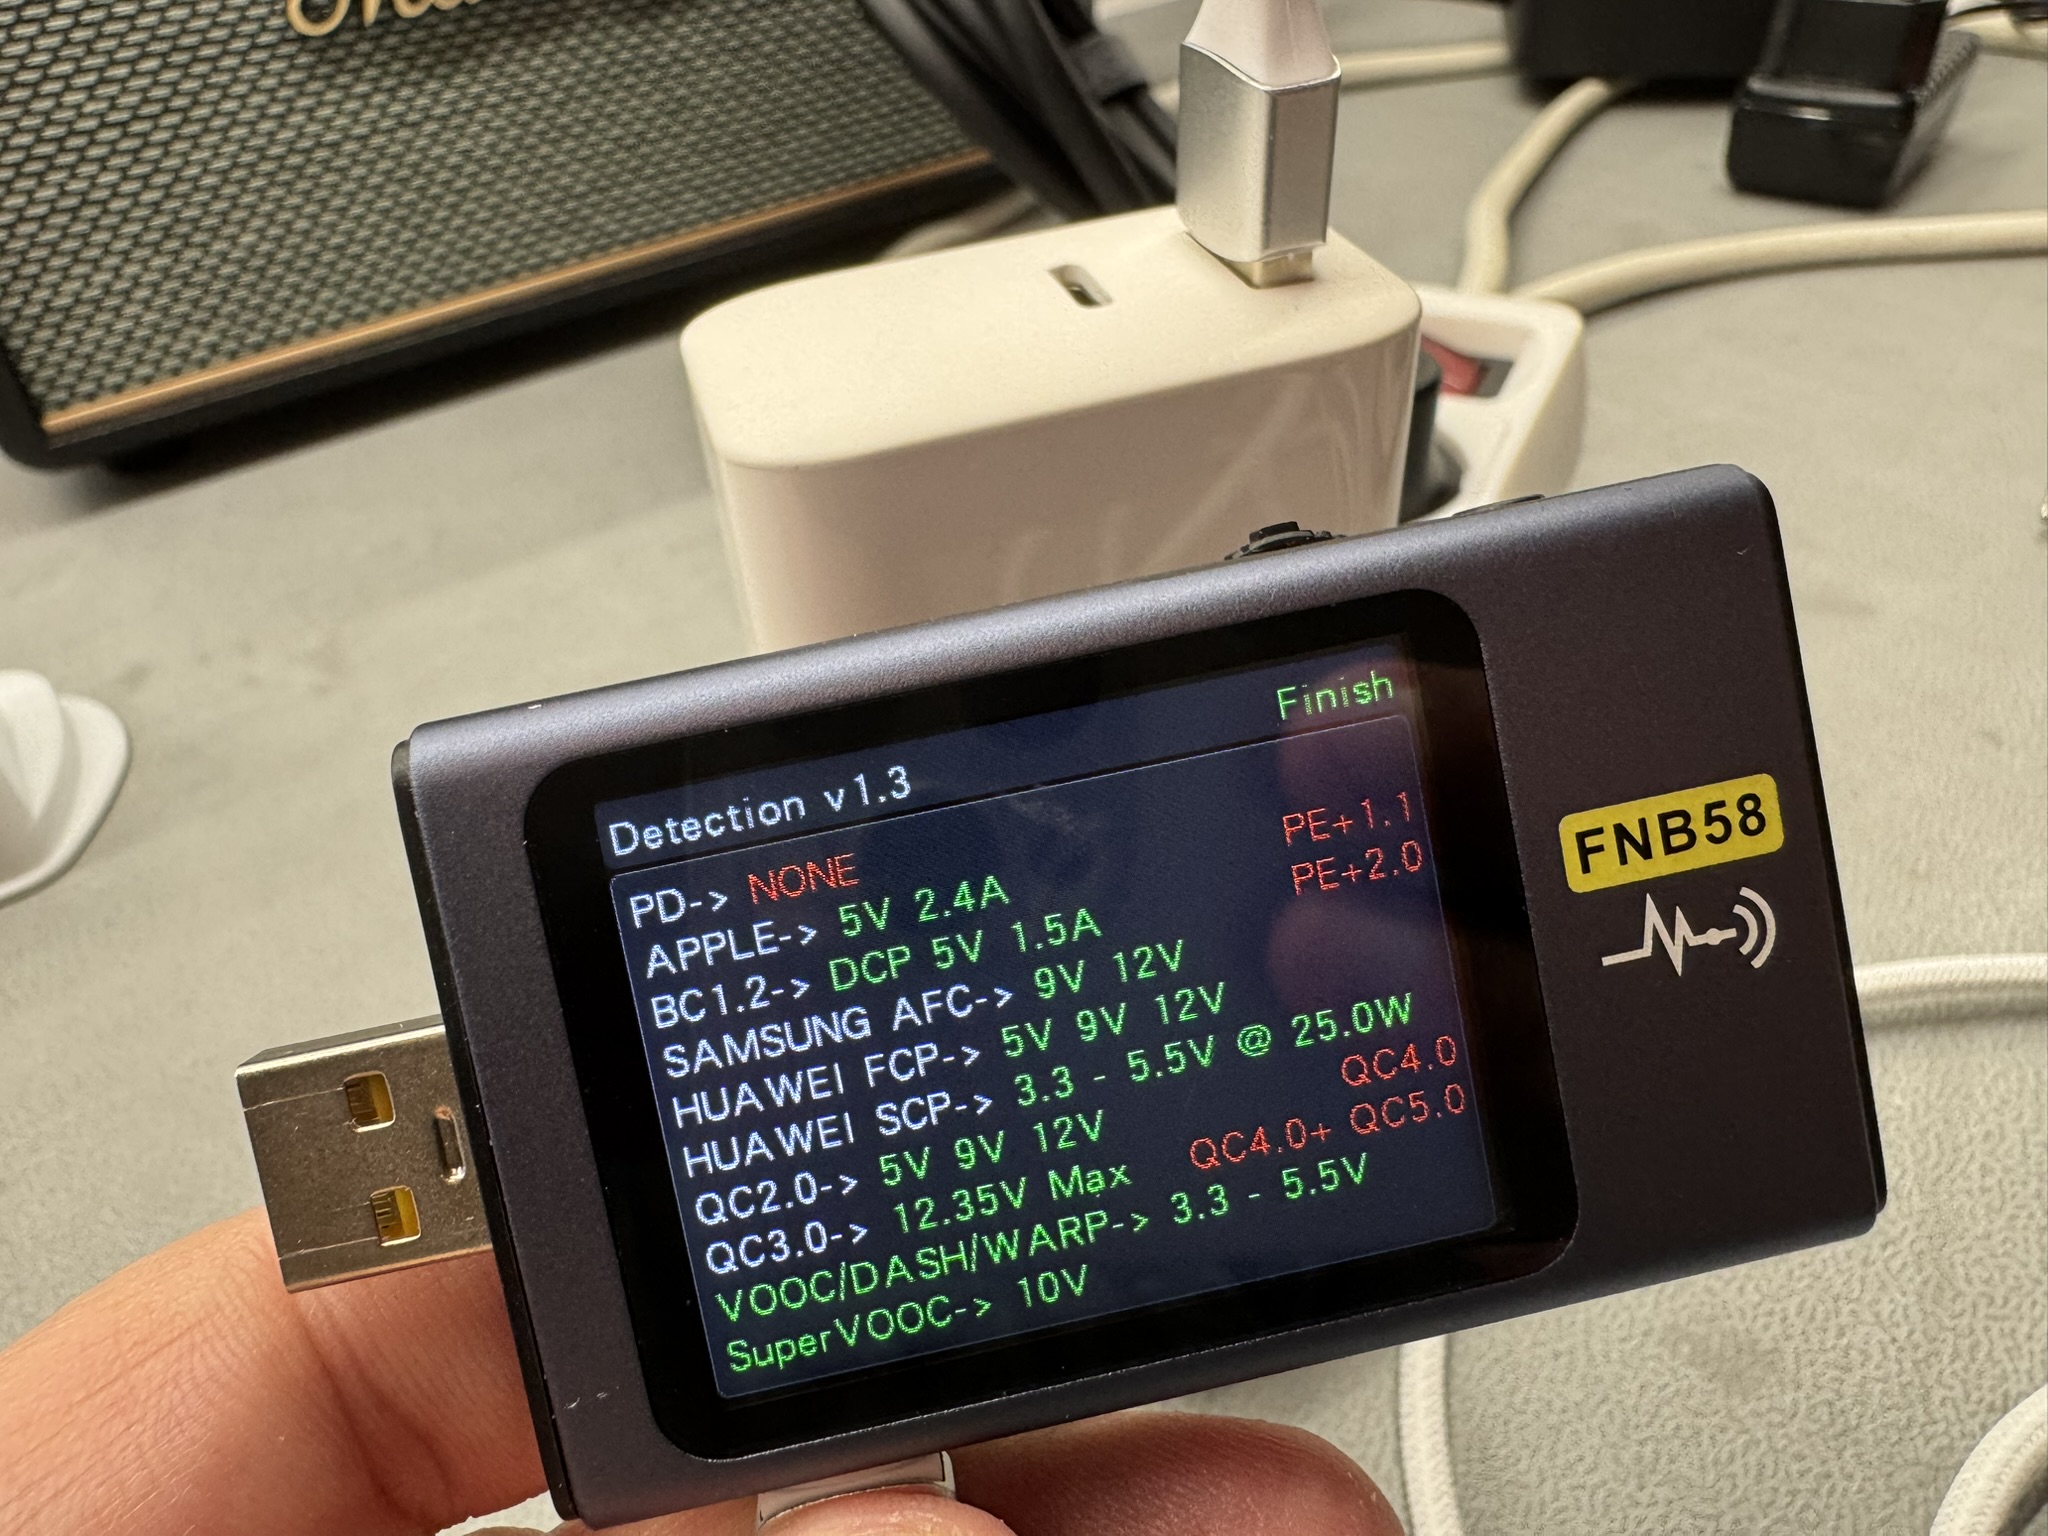 Finish
Detection v1.3
PD-> NONE PE+1.1
APPLE-> 5V 2.4A PE+2.0
BC1.2-> DCP 5V 1.5A
SAMSUNG AFC-> 9V 12V
HUAWEI FCP-> 5V 9V 12V
HUAWEI SCP-> 3.3 - 5.5V @ 25.0W
QC2.0-> 5V 9V 12V QC4.0
QC3.0-> 12.35V Max QC4.0+ QC5.0
VOOC/DASH/WARP-> 3.3 - 5.5V
SuperVOOC-> 10V
FNB58